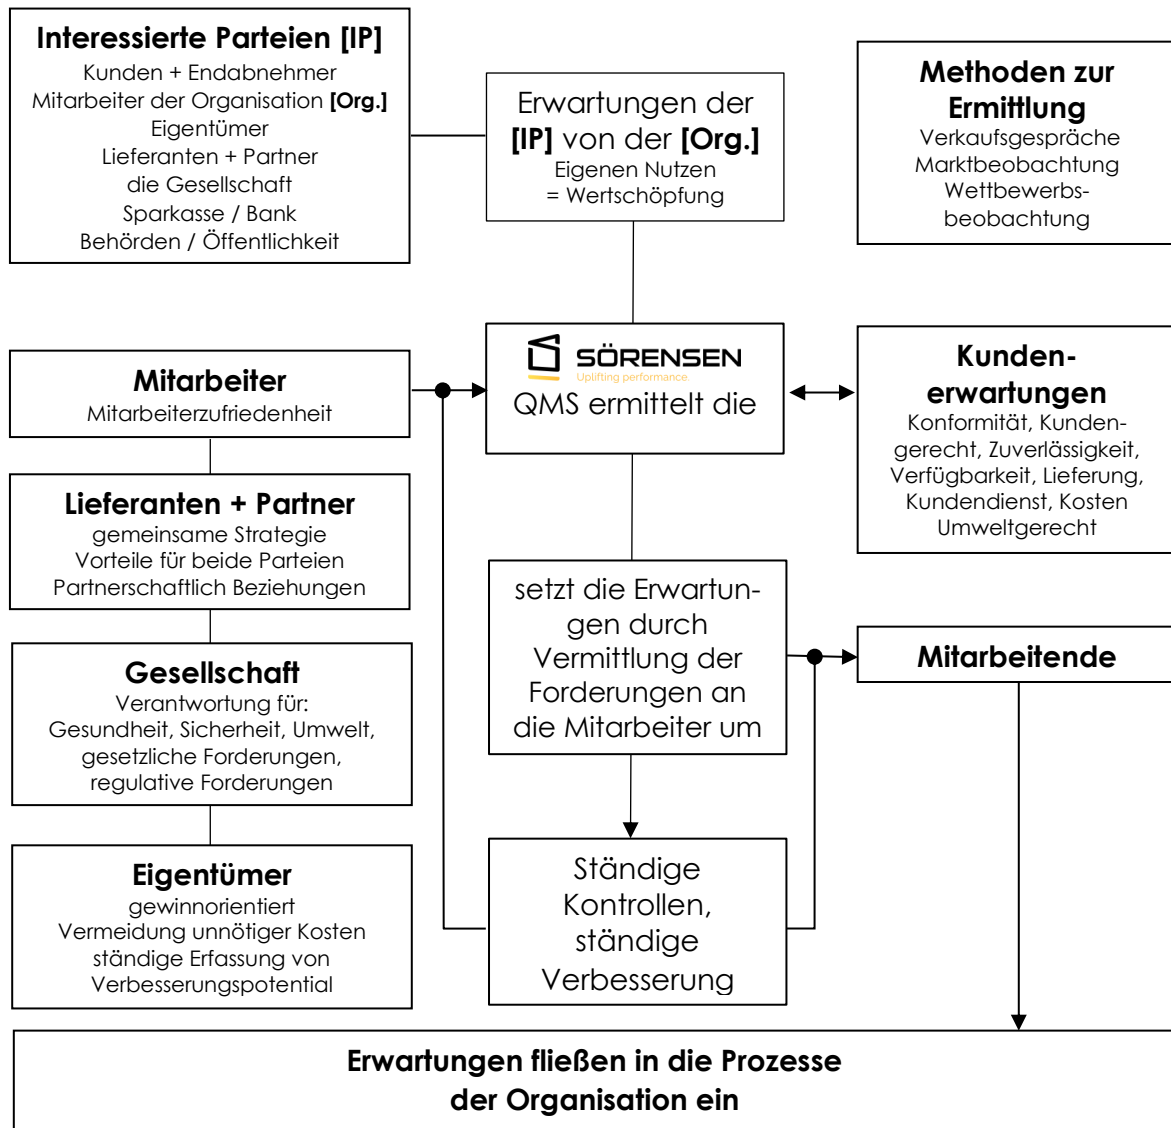 Interessierte Parteien [IP]
Kunden + Endabnehmer
Mitarbeiter der Organisation [Org.]
Eigentümer
Lieferanten + Partner
die Gesellschaft
Sparkasse / Bank
Behörden / Öffentlichkeit
Erwartungen der
[IP] von der [Org.]
Eigenen Nutzen
= Wertschöpfung
Methoden zur
Ermittlung
Verkaufsgespräche
Marktbeobachtung
Wettbewerbs-
beobachtung
Mitarbeiter
Mitarbeiterzufriedenheit
SÖRENSEN
Uplifting performance.
QMS ermittelt die
Kunden-
erwartungen
Konformität, Kunden-
gerecht, Zuverlässigkeit,
Verfügbarkeit, Lieferung,
Kundendienst, Kosten
Umweltgerecht
Lieferanten + Partner
gemeinsame Strategie
Vorteile für beide Parteien
Partnerschaftlich Beziehungen
setzt die Erwartun-
gen durch
Vermittlung der
Forderungen an
die Mitarbeiter um
Mitarbeitende
Gesellschaft
Verantwortung für:
Gesundheit, Sicherheit, Umwelt,
gesetzliche Forderungen,
regulative Forderungen
Eigentümer
gewinnorientiert
Vermeidung unnötiger Kosten
ständige Erfassung von
Verbesserungspotential
Ständige
Kontrollen,
ständige
Verbesserung
Erwartungen fließen in die Prozesse
der Organisation ein